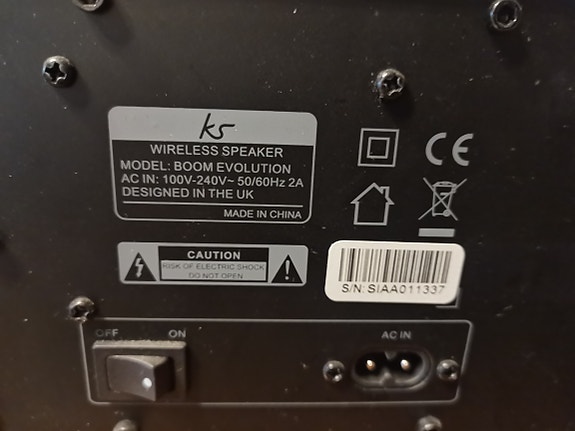 ks
WIRELESS SPEAKER
MODEL: BOOM EVOLUTION
AC IN: 100V-240V~ 50/60Hz 2A
DESIGNED IN THE UK
MADE IN CHINA
CE
CAUTION
RISK OF ELECTRIC SHOCK
DO NOT OPEN
S/N: SIAA011337
OFF ON
AC IN